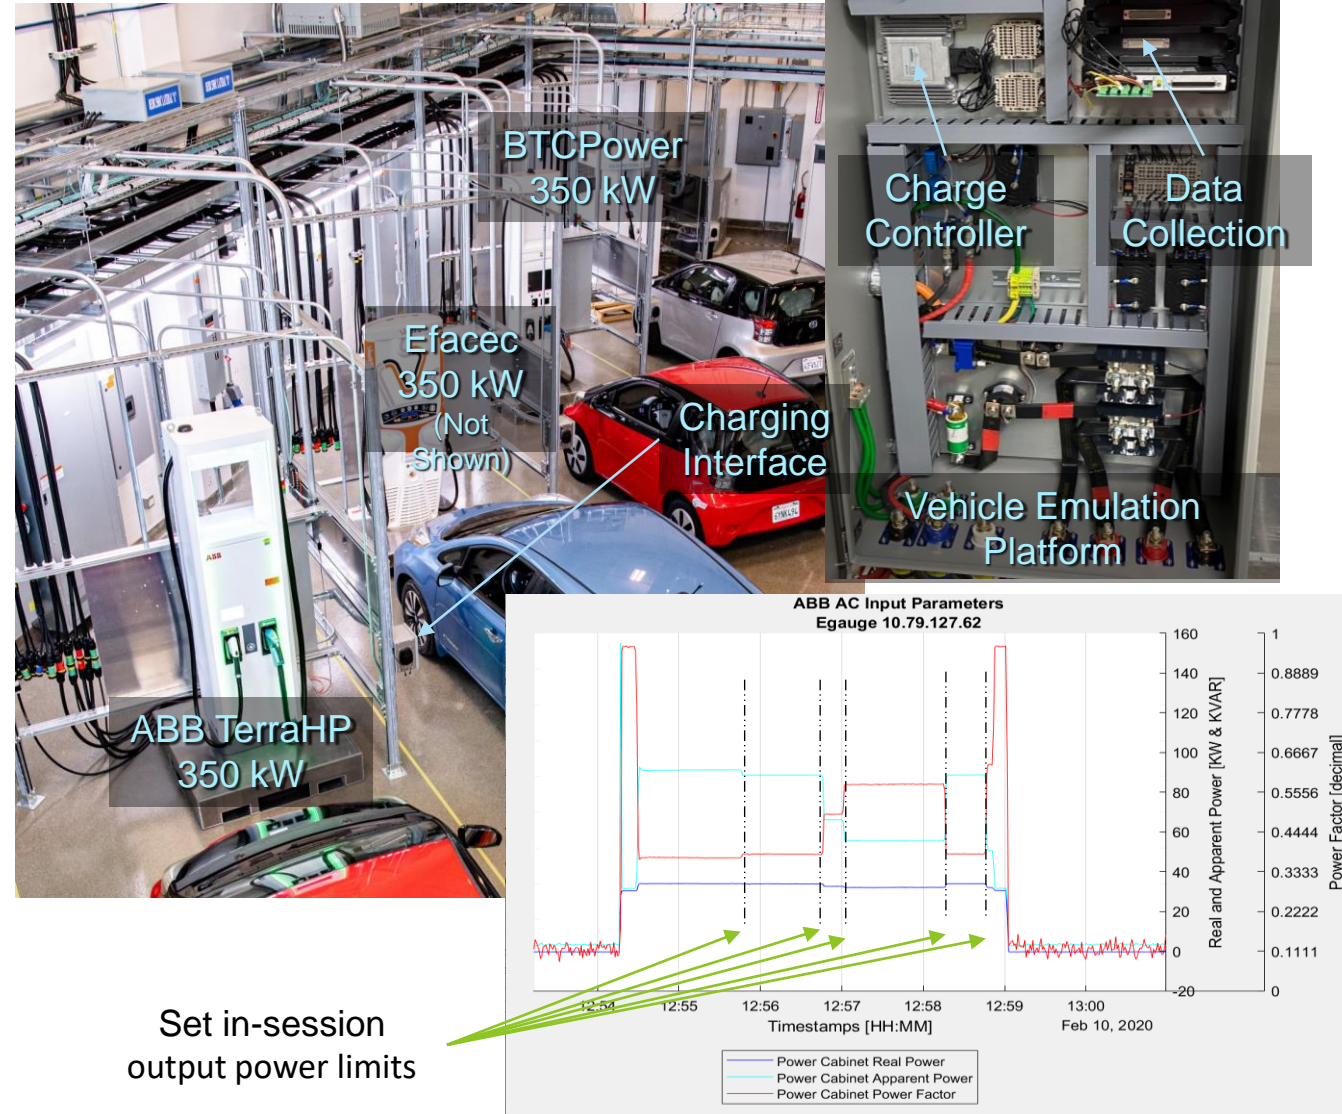 BTCPower
350 kW
Efacec
350 kW
(Not
Shown)
Charging
Interface
ABB
ABB TerraHP
350 kW
Charge
Controller
Data
Collection
Vehicle Emulation
Platform
ABB AC Input Parameters
Egauge 10.79.127.62
160
140
120
100
80
60
40
20
0
-20
Real and Apparent Power [KW & KVAR]
1
0.8889
0.7778
0.6667
0.5556
0.4444
0.3333
0.2222
0.1111
0
Power Factor [decimal]
12:54
12:55
12:56
12:57
12:58
12:59
13:00
Timestamps [HH:MM]
Feb 10, 2020
Power Cabinet Real Power
Power Cabinet Apparent Power
Power Cabinet Power Factor
Set in-session
output power limits